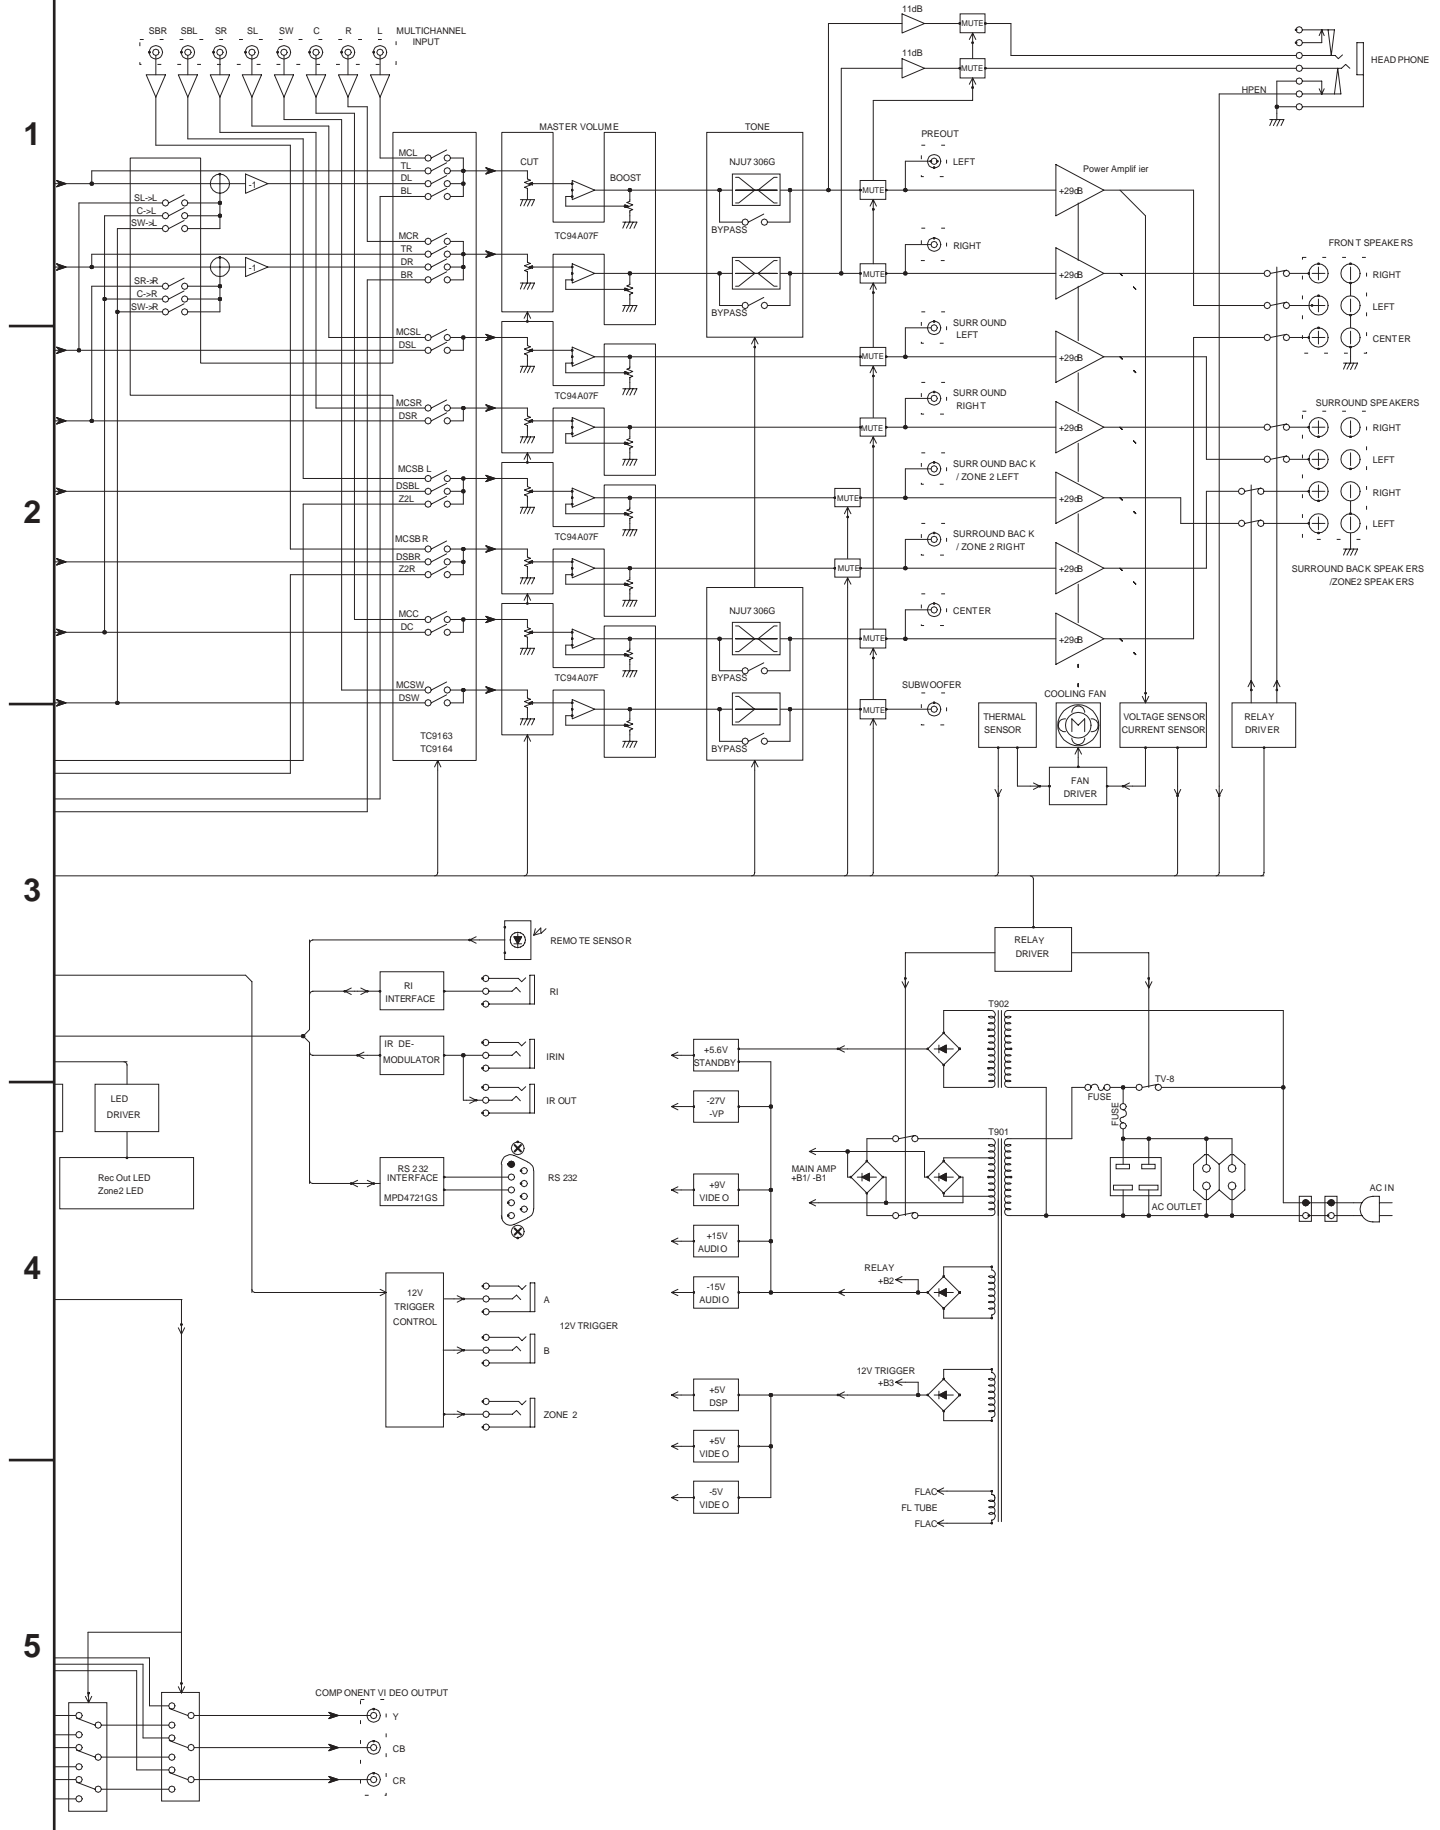 SBR SBL SR SL SW C R L MULTICHANNEL
INPUT
11dB
MUTE
11dB
MUTE
HEAD PHONE
HPEN
1
MASTER VOLUME
TONE
PREOUT
CUT
BOOST
NJU7306G
LEFT
Power Amplifier
MCL
TL
DL
BL
-1
SL->L
C->L
SW->L
TC94A07F
BYPASS
MUTE
+29dB
MCR
TR
DR
BR
-1
SR->R
C->R
SW->R
BYPASS
MUTE
RIGHT
+29dB
FRONT SPEAKERS
RIGHT
LEFT
CENTER
MCSL
DSL
TC94A07F
MUTE
SURROUND
LEFT
+29dB
MCSR
DSR
MUTE
SURROUND
RIGHT
+29dB
SURROUND SPEAKERS
RIGHT
LEFT
RIGHT
LEFT
SURROUND BACK SPEAKERS
/ZONE2 SPEAKERS
2
MCSBL
DSBL
Z2L
TC94A07F
MUTE
SURROUND BACK
/ ZONE 2 LEFT
+29dB
MCSBR
DSBR
Z2R
MUTE
SURROUND BACK
/ ZONE 2 RIGHT
+29dB
MCC
DC
TC94A07F
NJU7306G
BYPASS
MUTE
CENTER
+29dB
MCSW
DSW
TC9163
TC9164
BYPASS
MUTE
SUBWOOFER
COOLING FAN
M
THERMAL
SENSOR
VOLTAGE SENSOR
CURRENT SENSOR
RELAY
DRIVER
FAN
DRIVER
3
REMOTE SENSOR
RI
INTERFACE
RI
IR DE-
MODULATOR
IRIN
IR OUT
LED
DRIVER
Rec Out LED
Zone2 LED
RS 232
INTERFACE
MPD4721GS
RS 232
RELAY
DRIVER
T902
+5.6V
STANDBY
-27V
-VP
FUSE
TV-8
FUSE
T901
MAIN AMP
+B1/ -B1
+9V
VIDEO
AC OUTLET
AC IN
4
+15V
AUDIO
-15V
AUDIO
RELAY
+B2
12V
TRIGGER
CONTROL
A
12V TRIGGER
B
ZONE 2
12V TRIGGER
+B3
+5V
DSP
+5V
VIDEO
-5V
VIDEO
FLAC
FL TUBE
FLAC
5
COMPONENT VIDEO OUTPUT
Y
CB
CR